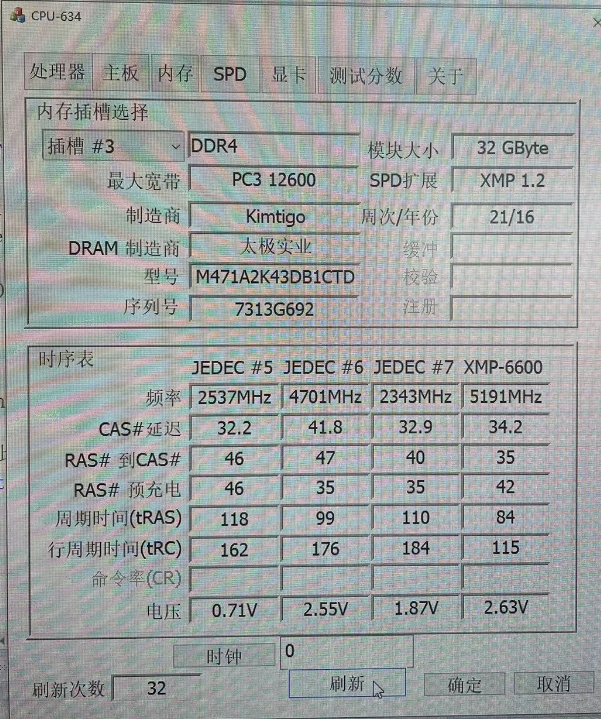 CPU-634
处理器 主板 内存 SPD 显卡 测试分数 关于
内存插槽选择
插槽 #3 DDR4 模块大小 32 GByte
最大宽带 PC3 12600 SPD扩展 XMP 1.2
制造商 Kimtigo 周次/年份 21/16
DRAM 制造商 太极实业 缓冲
型号 M471A2K43DB1CTD 校验
序列号 7313G692 注册
时序表
JEDEC #5 JEDEC #6 JEDEC #7 XMP-6600
频率 2537MHz 4701MHz 2343MHz 5191MHz
CAS#延迟 32.2 41.8 32.9 34.2
RAS# 到CAS# 46 47 40 35
RAS# 预充电 46 35 35 42
周期时间(tRAS) 118 99 110 84
行周期时间(tRC) 162 176 184 115
命令率(CR)
电压 0.71V 2.55V 1.87V 2.63V
时钟 0
刷新次数 32 刷新 确定 取消